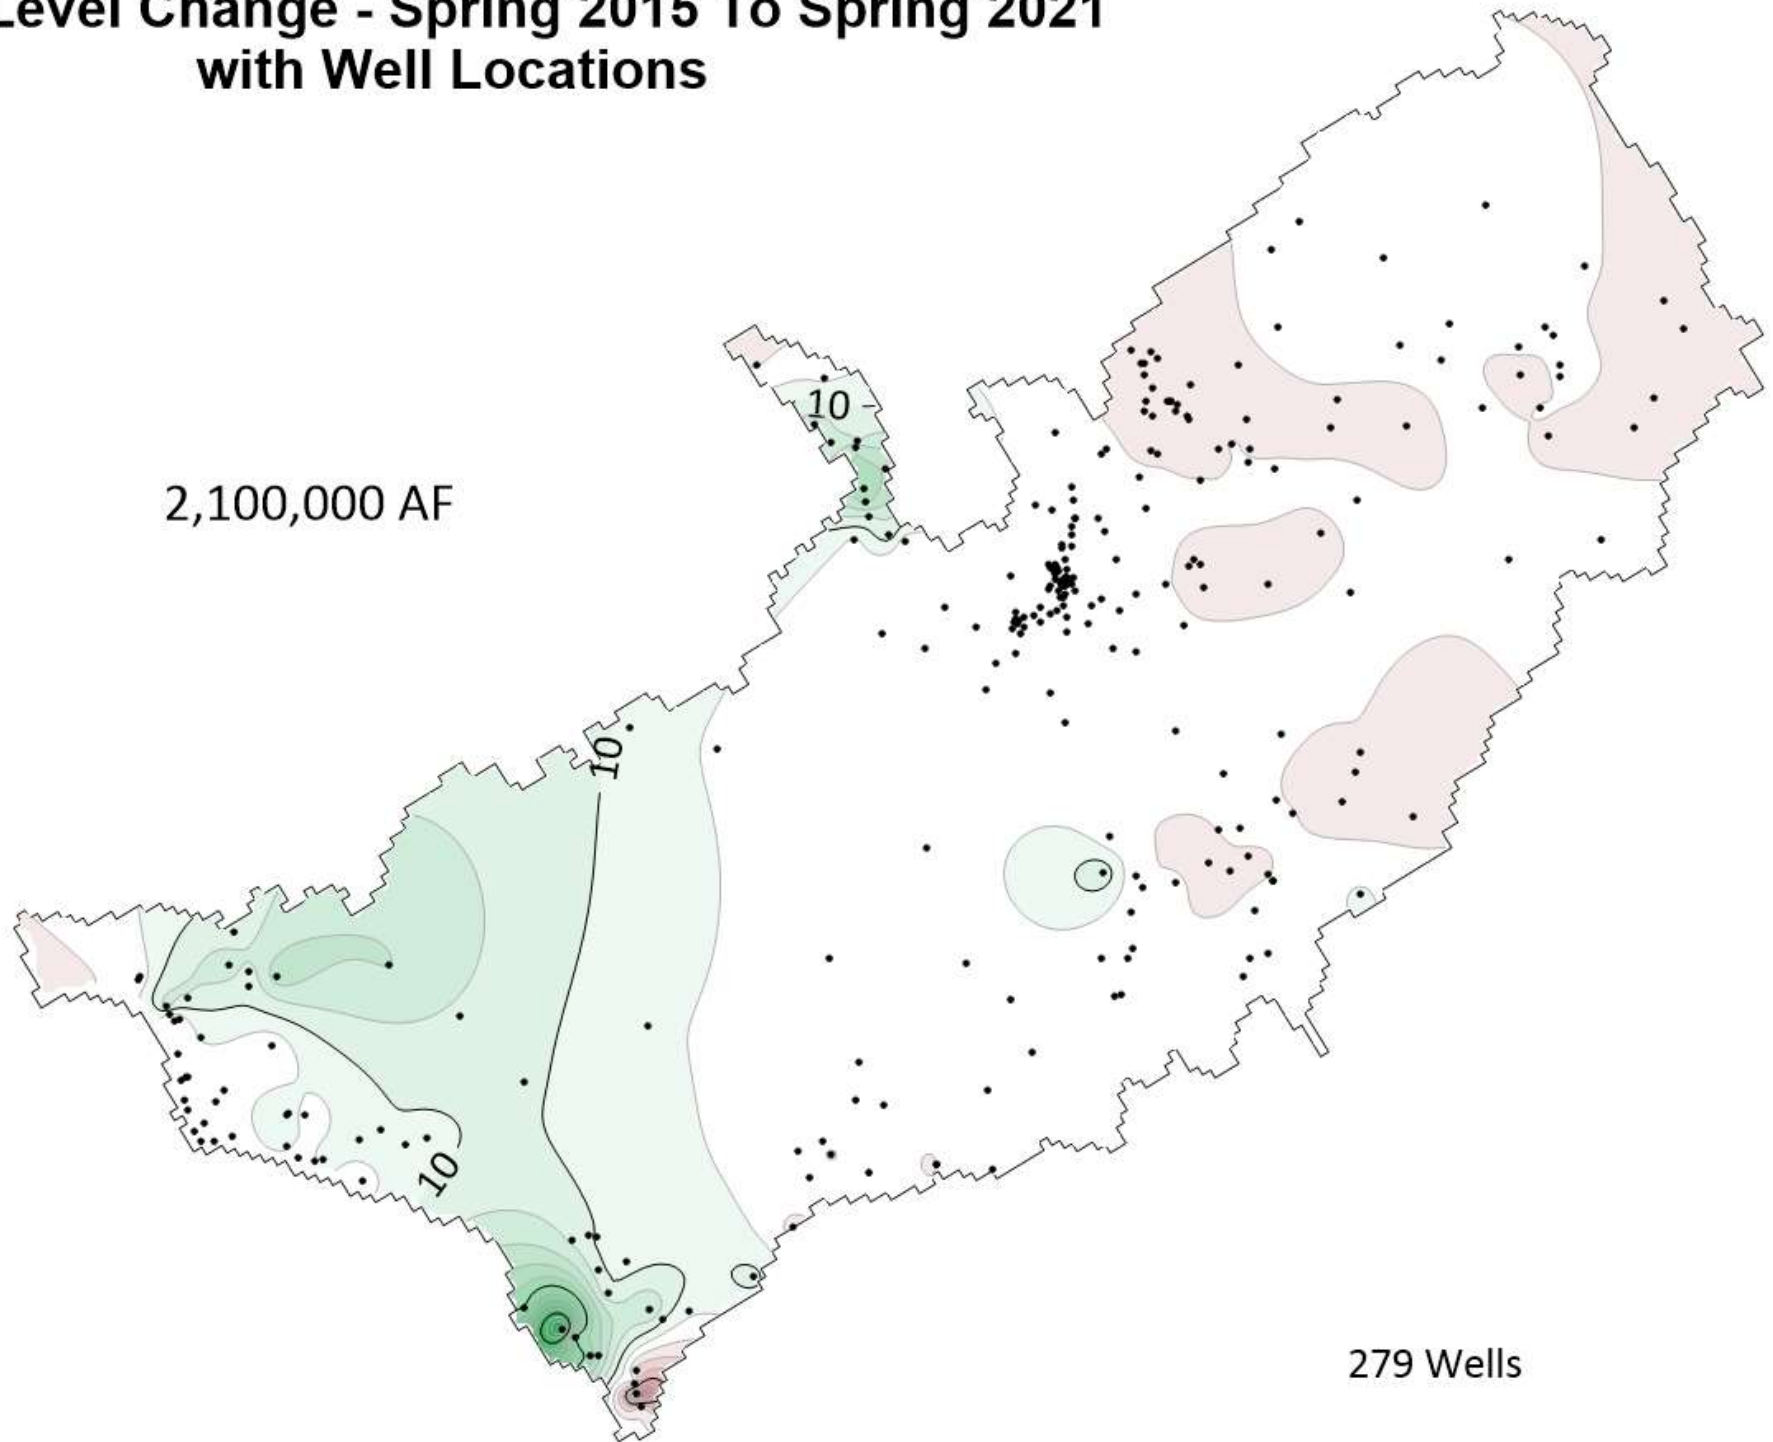 Level Change - Spring 2015 To Spring 2021
with Well Locations
10
2,100,000 AF
10
10
279 Wells